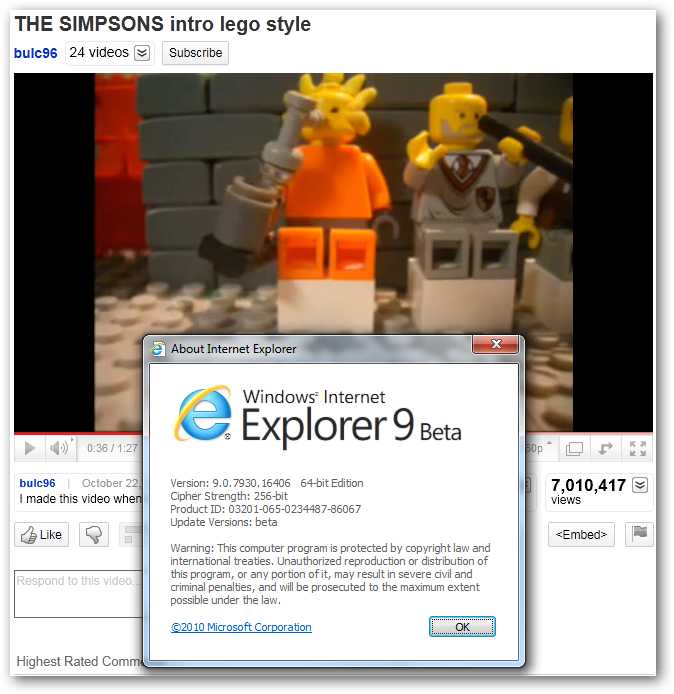 THE SIMPSONS intro lego style
bulc96 24 videos Subscribe
About Internet Explorer
Windows® Internet
Explorer 9 Beta
0:36 / 1:27
bulc96 | October 22,
I made this video when
7,010,417
views
Version: 9.0.7930.16406 64-bit Edition
Cipher Strength: 256-bit
Product ID: 03201-065-0234487-86067
Update Versions: beta
Like
<Embed>
Warning: This computer program is protected by copyright law and
international treaties. Unauthorized reproduction or distribution of
this program, or any portion of it, may result in severe civil and
criminal penalties, and will be prosecuted to the maximum extent
possible under the law.
Respond to this video...
©2010 Microsoft Corporation
OK
Highest Rated Comme